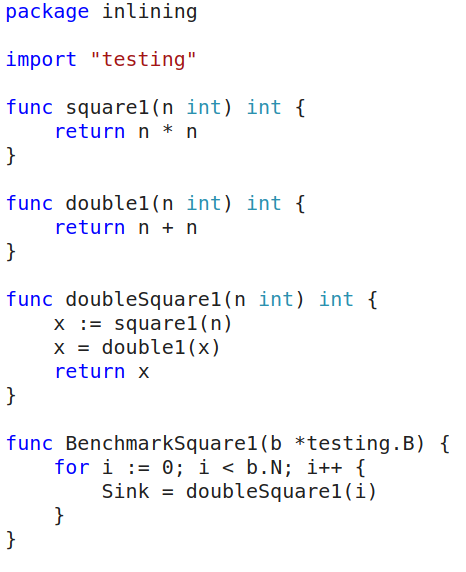 package inlining

import "testing"

func square1(n int) int {
    return n * n
}

func double1(n int) int {
    return n + n
}

func doubleSquare1(n int) int {
    x := square1(n)
    x = double1(x)
    return x
}

func BenchmarkSquare1(b *testing.B) {
    for i := 0; i < b.N; i++ {
        Sink = doubleSquare1(i)
    }
}